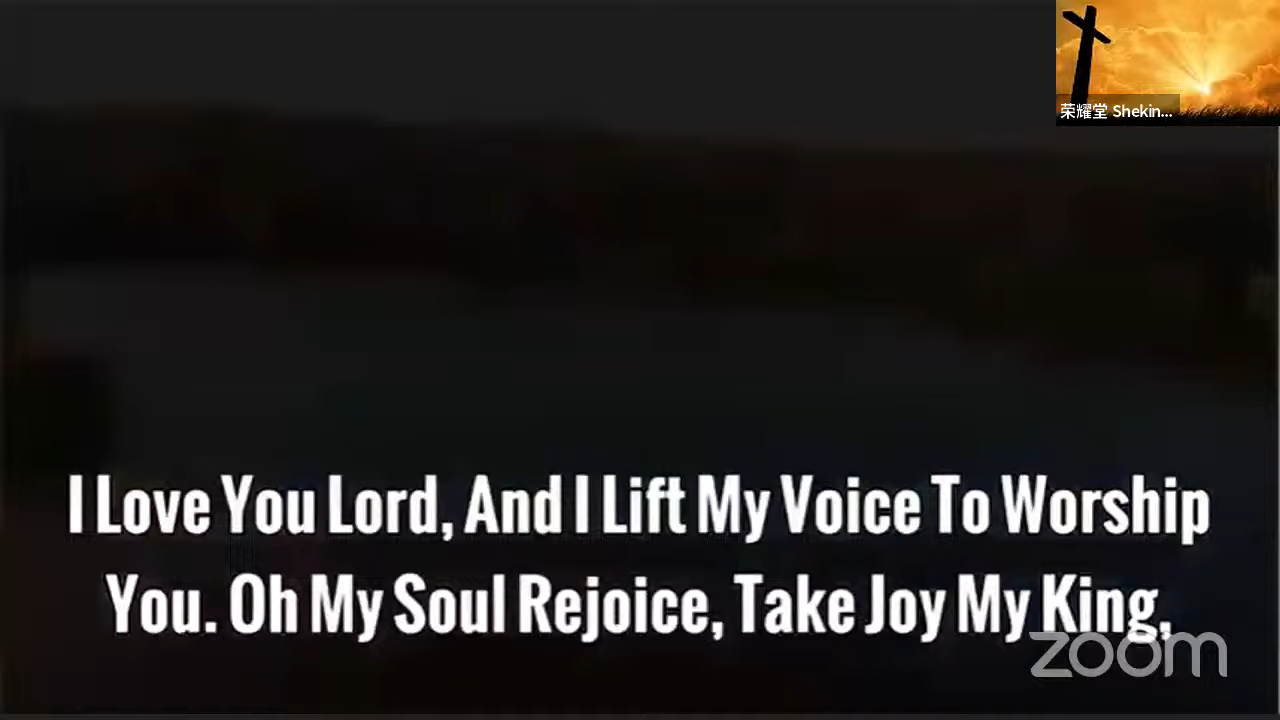 荣耀堂 Shekin...
I Love You Lord, And I Lift My Voice To Worship
You. Oh My Soul Rejoice, Take Joy My King,
zoom